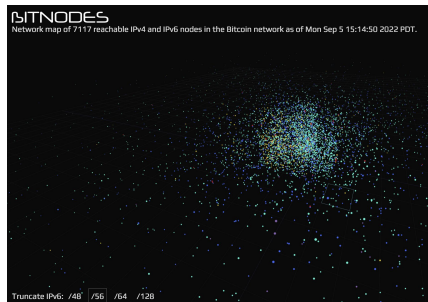 BITNODES
Network map of 7117 reachable IPv4 and IPv6 nodes in the Bitcoin network as of Mon Sep 5 15:14:50 2022 PDT.
Truncate IPv6: /48 /56 /64 /128